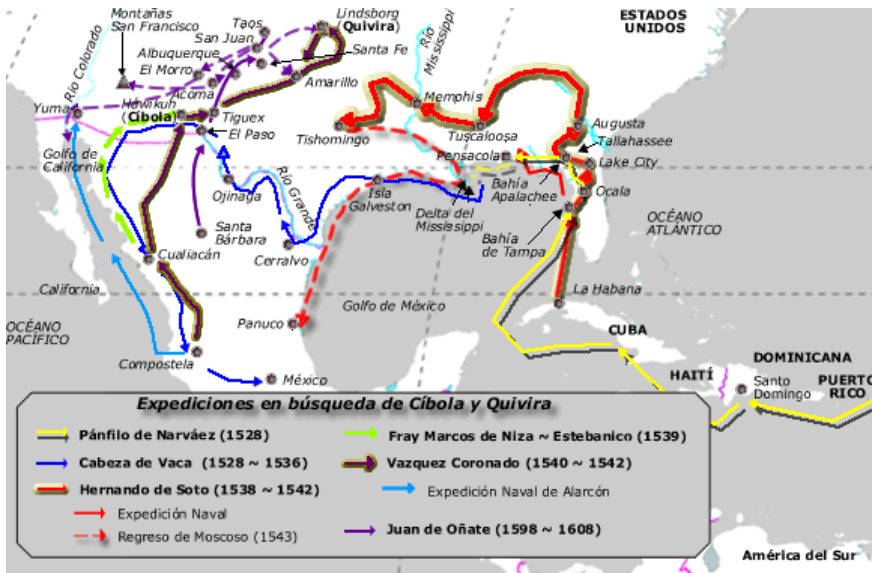 Montañas
San Francisco
Taos
San Juan
Lindsborg
(Quivira)
ESTADOS
UNIDOS
Río Colorado
Albuquerque
El Morro
Santa Fe
Río
Mississippi
Acoma
Amarillo
Yuma
Háwikuh
(Cíbola)
Tiguex
El Paso
Memphis
Tishomingo
Tuscaloosa
Augusta
Tallahassee
Pensacola
Lake City
Golfo de
California
Ojinaga
Río Grande
Isla
Galveston
Delta del
Mississippi
Bahía
Apalachee
Ocala
OCÉANO
ATLÁNTICO
Santa
Bárbara
Bahía
de Tampa
Cualiacán
Cerralvo
California
La Habana
Golfo de México
Panuco
OCÉANO
PACÍFICO
CUBA
Compostela
México
HAITÍ
DOMINICANA
Santo
Domingo
PUERTO
RICO
Expediciones en búsqueda de Cíbola y Quivira
Pánfilo de Narváez (1528)
Fray Marcos de Niza ~ Estebanico (1539)
Cabeza de Vaca (1528 ~ 1536)
Vazquez Coronado (1540 ~ 1542)
Hernando de Soto (1538 ~ 1542)
Expedición Naval de Alarcón
Expedición Naval
Regreso de Moscoso (1543)
Juan de Oñate (1598 ~ 1608)
América del Sur